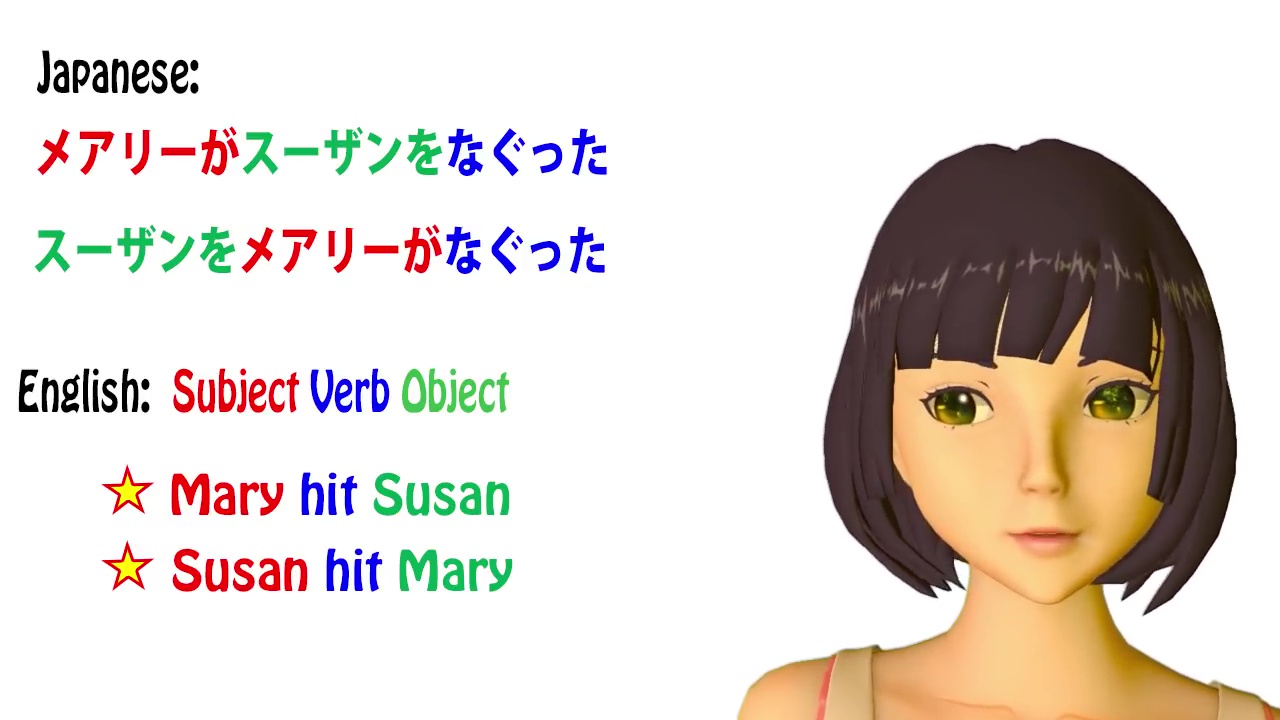 Japanese:
メアリーがスーザンをなぐった
スーザンをメアリーがなぐった
English: Subject Verb Object
Mary hit Susan
Susan hit Mary